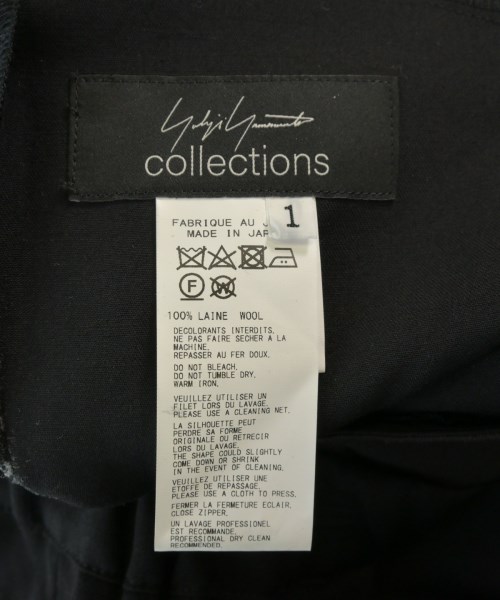 Yohji Yamamoto
collections
1
FABRIQUE AU J
MADE IN JAP
F W
100% LAINE WOOL
DECOLORANTS INTERDITS.
NE PAS FAIRE SECHER A LA
MACHINE.
REPASSER AU FER DOUX.
DO NOT BLEACH.
DO NOT TUMBLE DRY.
WARM IRON.
VEUILLEZ UTILISER UN
FILET LORS DU LAVAGE.
PLEASE USE A CLEANING NET.
LA SILHOUETTE PEUT
PERDRE SA FORME
ORIGINALE OU RETRECIR
LORS DU LAVAGE.
THE SHAPE COULD SLIGHTLY
COME DOWN OR SHRINK
IN THE EVENT OF CLEANING.
VEUILLEZ UTILISER UNE
ETOFFE DE REPASSAGE.
PLEASE USE A CLOTH TO PRESS.
FERMER LA FERMETURE ECLAIR.
CLOSE ZIPPER.
UN LAVAGE PROFESSIONEL
EST RECOMMANDE.
PROFESSIONAL DRY CLEAN
RECOMMENDED.